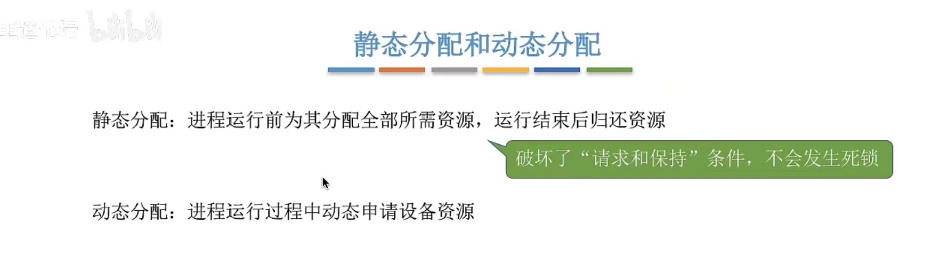 bilibili
静态分配和动态分配
静态分配：进程运行前为其分配全部所需资源，运行结束后归还资源
破坏了“请求和保持”条件，不会发生死锁
动态分配：进程运行过程中动态申请设备资源